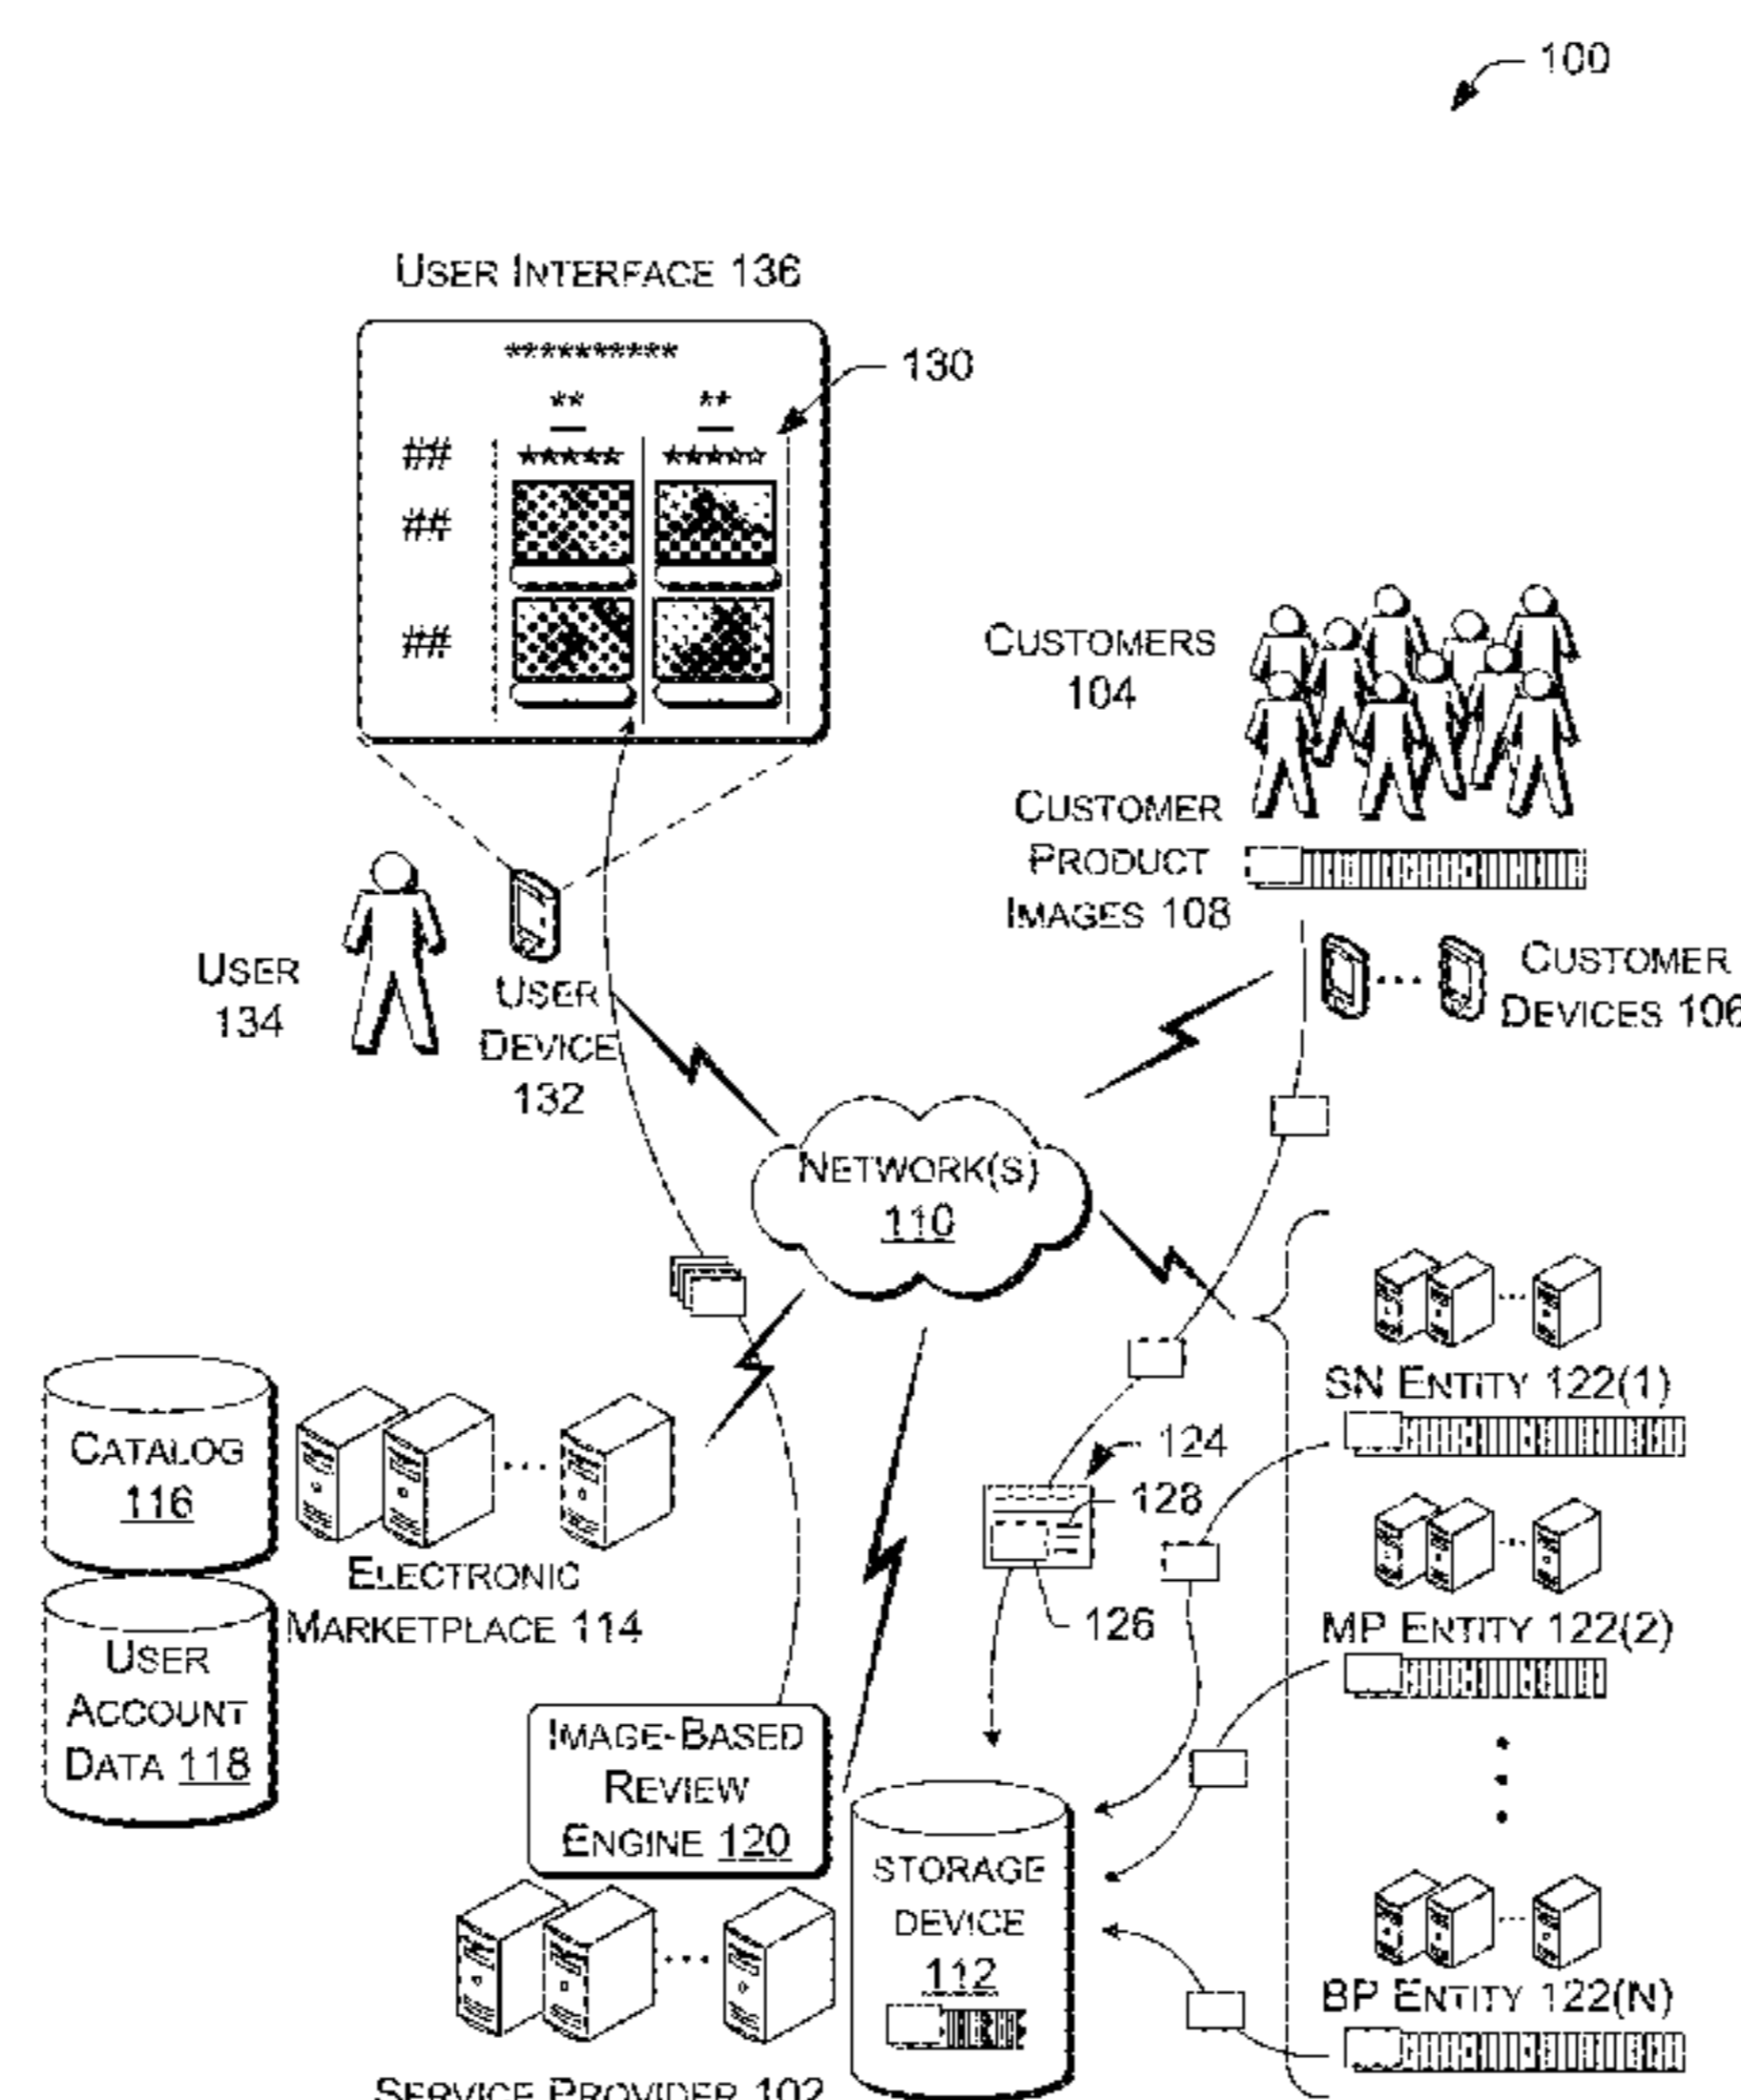 100
USER INTERFACE 136
**********
** **
130
## ★★★★★ ★★★☆☆
##
##
CUSTOMERS
104
CUSTOMER
PRODUCT
IMAGES 108
USER
134
USER
DEVICE
132
CUSTOMER
DEVICES 106
NETWORK(S)
110
SN ENTITY 122(1)
CATALOG
116
124
128
126
ELECTRONIC
MARKETPLACE 114
MP ENTITY 122(2)
USER
ACCOUNT
DATA 118
IMAGE-BASED
REVIEW
ENGINE 120
STORAGE
DEVICE
112
BP ENTITY 122(N)
SERVICE PROVIDER 102